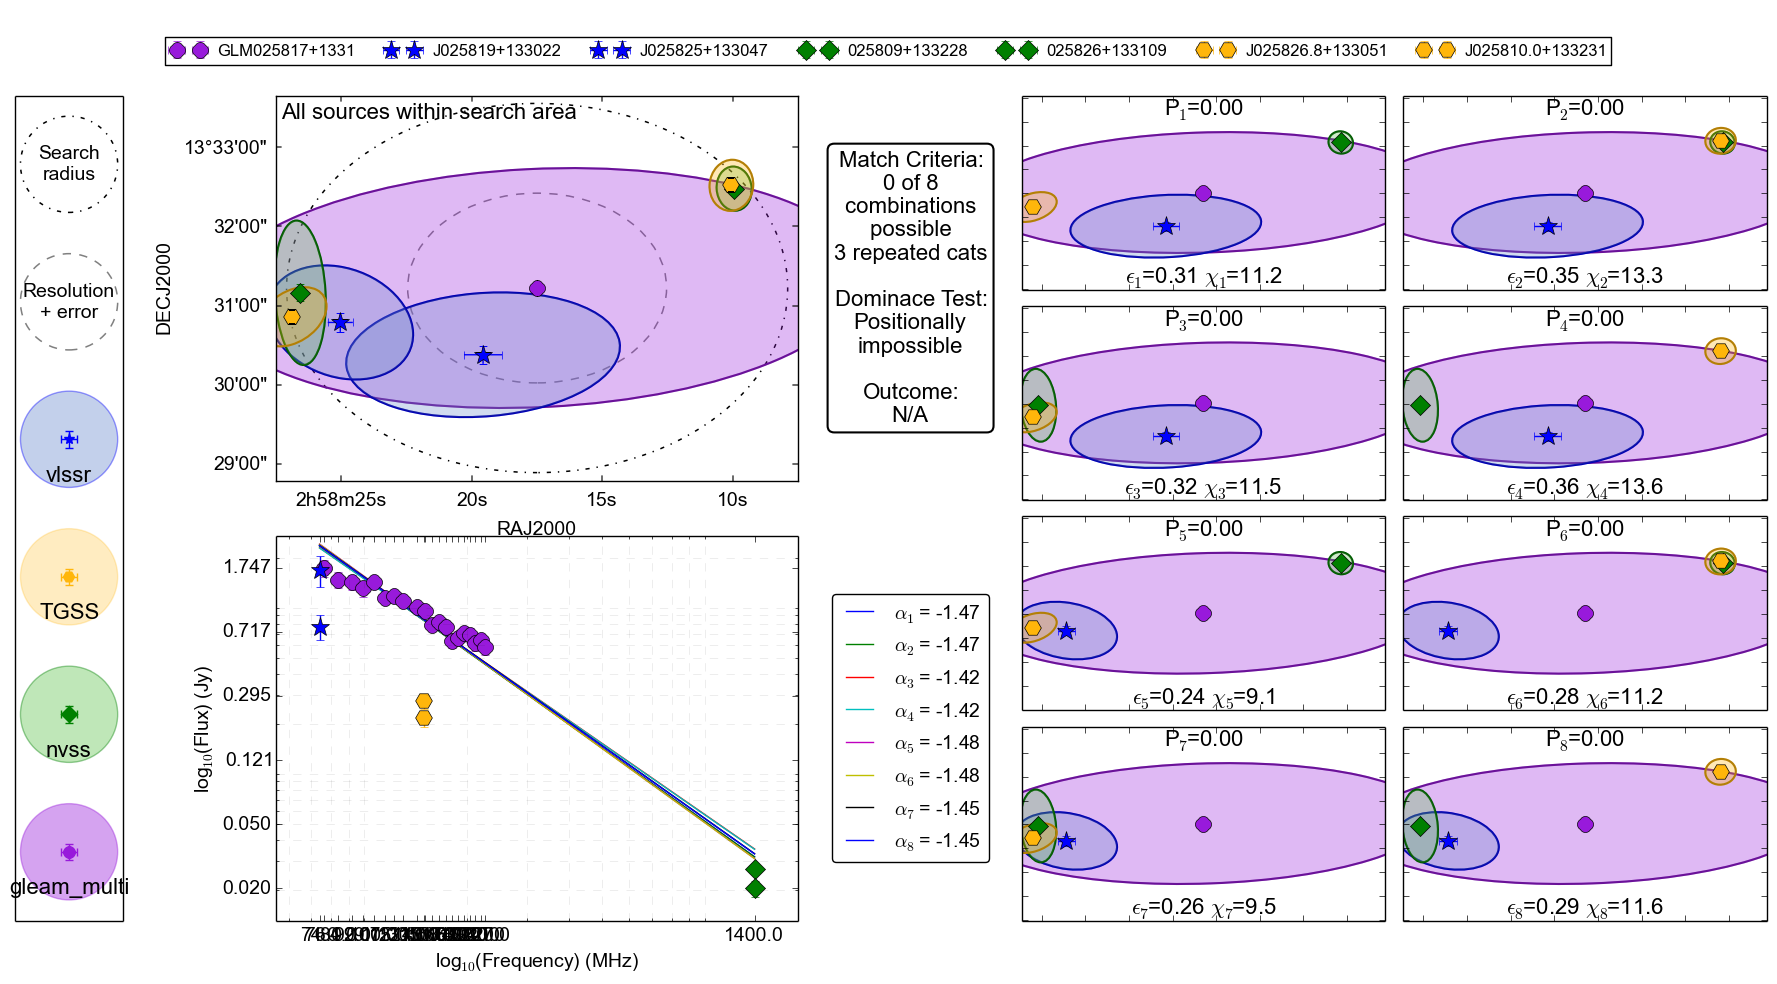 GLM025817+1331 J025819+133022 J025825+133047 025809+133228 025826+133109 J025826.8+133051 J025810.0+133231
Search
radius
Resolution
+ error
vlssr
TGSS
nvss
gleam_multi
All sources within search area
DECJ2000
13°33'00"
32'00"
31'00"
30'00"
29'00"
2h58m25s 20s 15s 10s
RAJ2000
Match Criteria:
0 of 8
combinations
possible
3 repeated cats
Dominace Test:
Positionally
impossible
Outcome:
N/A
log10(Flux) (Jy)
1.747
0.717
0.295
0.121
0.050
0.020
1400.0
log10(Frequency) (MHz)
α1 = -1.47
α2 = -1.47
α3 = -1.42
α4 = -1.42
α5 = -1.48
α6 = -1.48
α7 = -1.45
α8 = -1.45
P1=0.00
ϵ1=0.31 χ1=11.2
P2=0.00
ϵ2=0.35 χ2=13.3
P3=0.00
ϵ3=0.32 χ3=11.5
P4=0.00
ϵ4=0.36 χ4=13.6
P5=0.00
ϵ5=0.24 χ5=9.1
P6=0.00
ϵ6=0.28 χ6=11.2
P7=0.00
ϵ7=0.26 χ7=9.5
P8=0.00
ϵ8=0.29 χ8=11.6